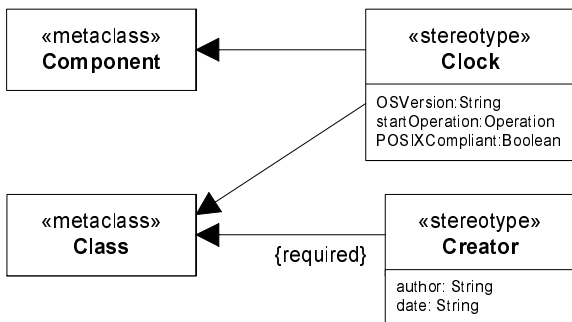 «metaclass»
Component
«stereotype»
Clock
OSVersion:String
startOperation:Operation
POSIXCompliant:Boolean
«metaclass»
Class
{required}
«stereotype»
Creator
author: String
date: String